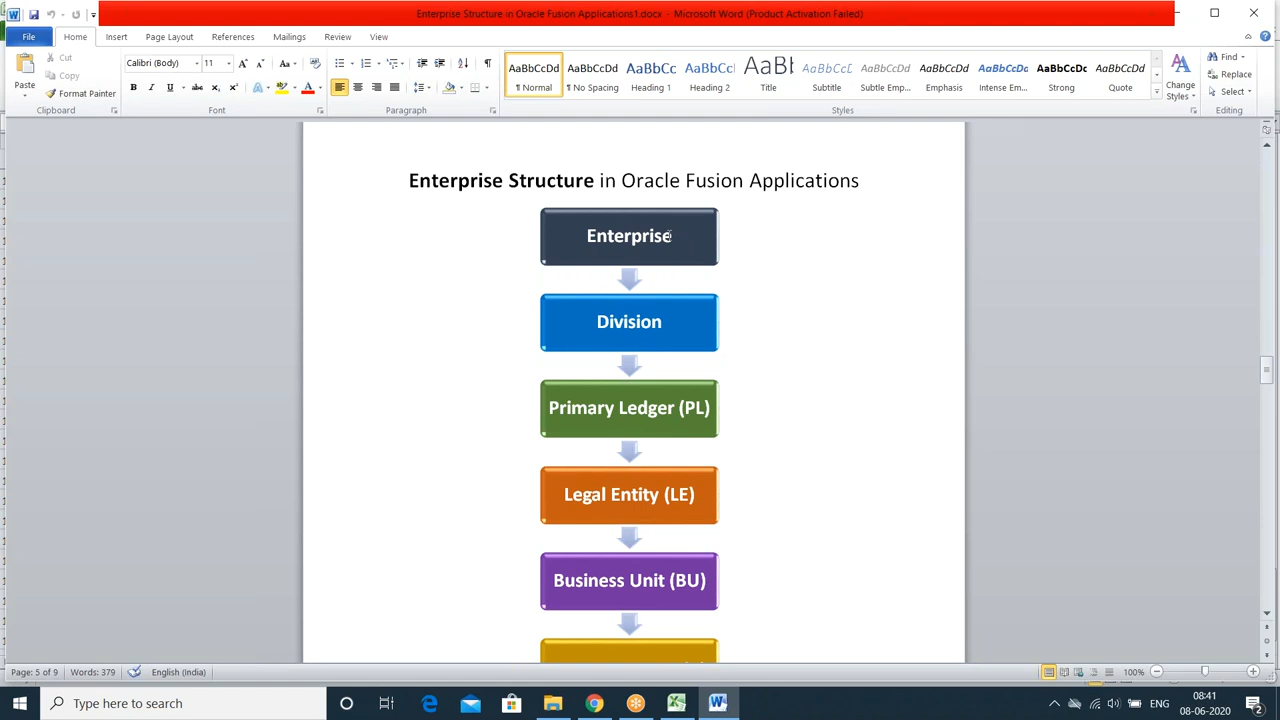 Enterprise Structure in Oracle Fusion Applications1.docx - Microsoft Word (Product Activation Failed)
File Home Insert Page Layout References Mailings Review View
Paste
Cut
Copy
Format Painter
Clipboard
Calibri (Body) 11
Font
Paragraph
AaBbCcDd AaBbCcDd AaBbCc AaBbCc AaBb AaBbCcDd AaBbCcDd AaBbCcDd AaBbCcDd AaBbCcDc AaBbCcDd
¶ Normal ¶ No Spacing Heading 1 Heading 2 Title Subtitle Subtle Emp... Emphasis Intense Em... Strong Quote
Styles
Change
Styles
Find
Replace
Select
Editing
Enterprise Structure in Oracle Fusion Applications
Enterprise
Division
Primary Ledger (PL)
Legal Entity (LE)
Business Unit (BU)
Page: 5 of 9 Words: 379 English (India) 100%
Type here to search
ENG
08:41
08-06-2020